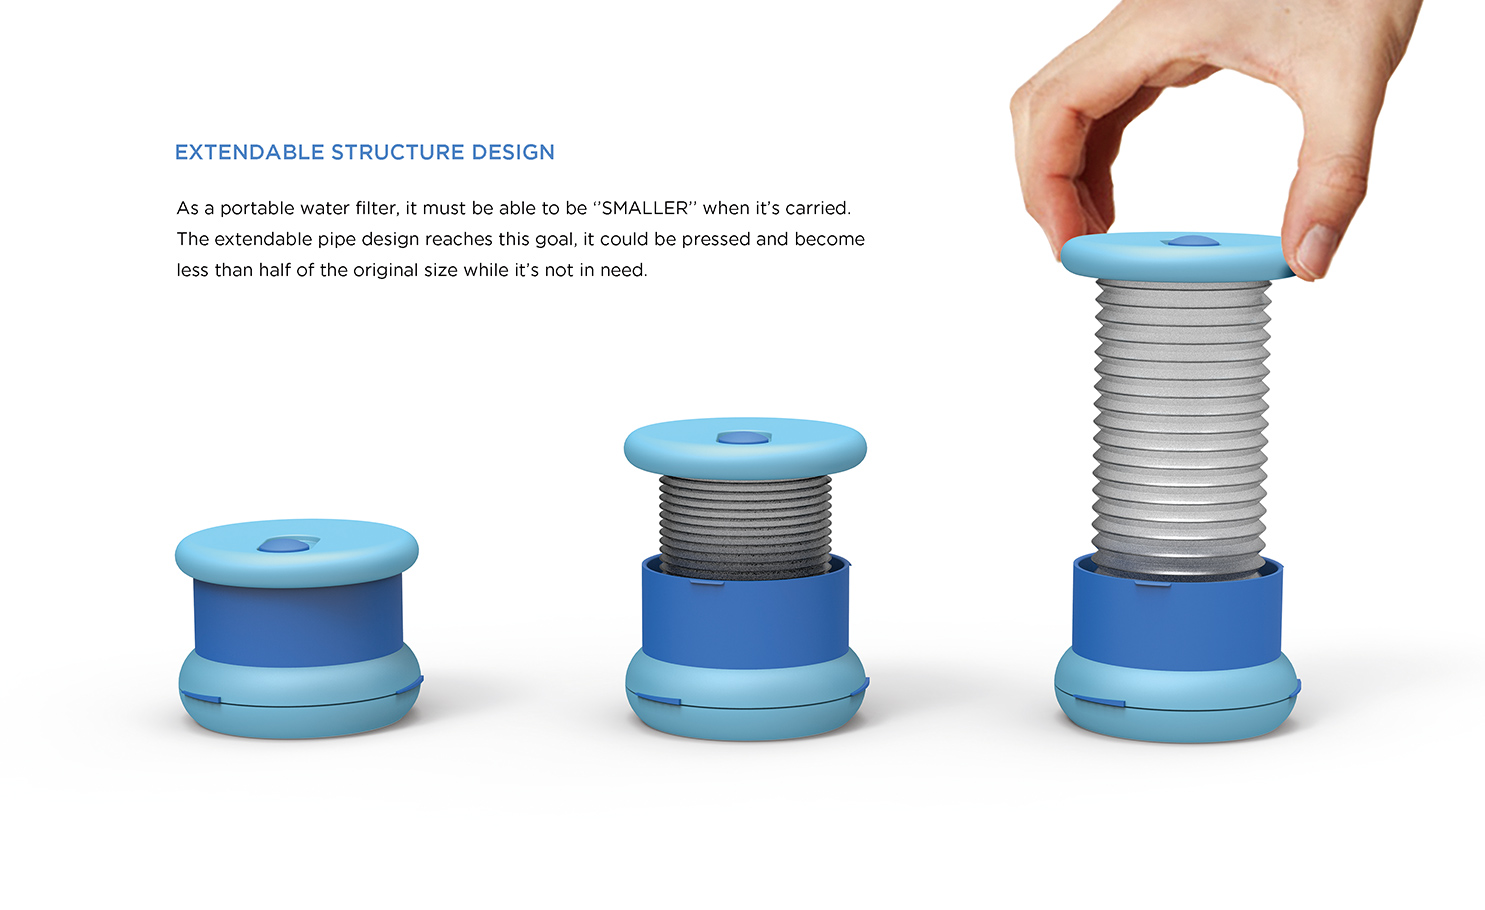 EXTENDABLE STRUCTURE DESIGN
As a portable water filter, it must be able to be ‘’SMALLER’’ when it’s carried.
The extendable pipe design reaches this goal, it could be pressed and become
less than half of the original size while it’s not in need.